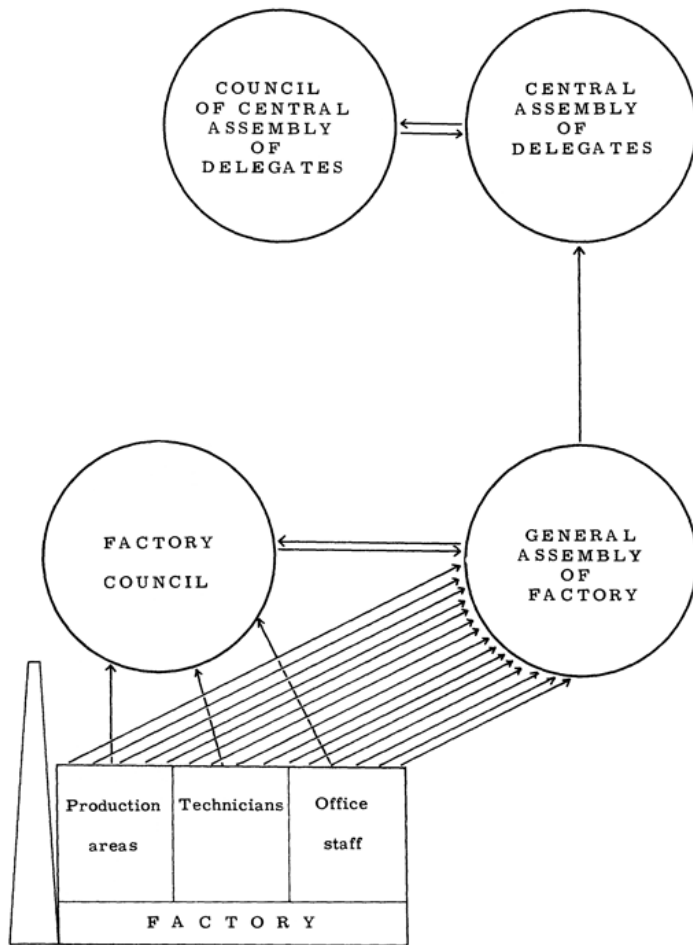 COUNCIL
OF CENTRAL
ASSEMBLY
OF
DELEGATES
CENTRAL
ASSEMBLY
OF
DELEGATES
FACTORY
COUNCIL
GENERAL
ASSEMBLY
OF
FACTORY
Production
areas
Technicians
Office
staff
FACTORY